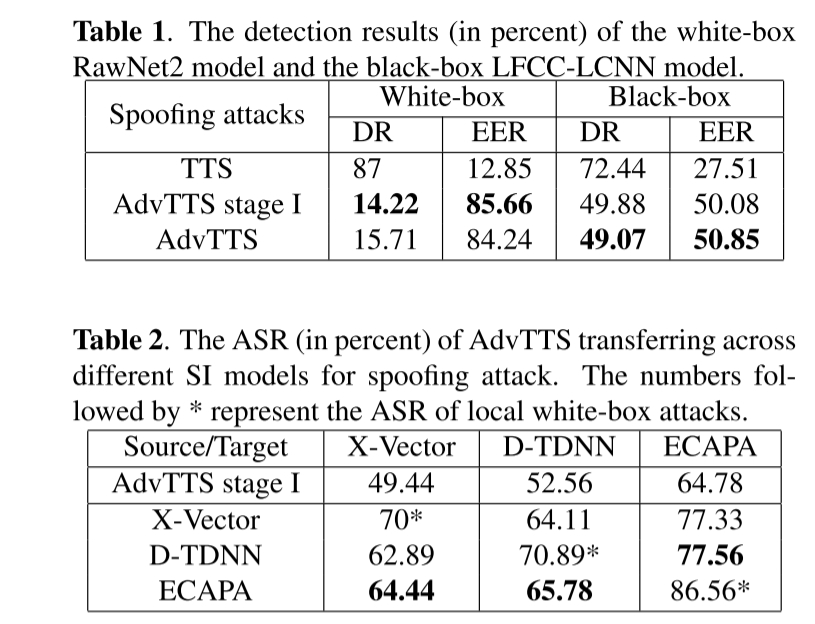 Table 1. The detection results (in percent) of the white-box
RawNet2 model and the black-box LFCC-LCNN model.
Spoofing attacks White-box Black-box
DR EER DR EER
TTS 87 12.85 72.44 27.51
AdvTTS stage I 14.22 85.66 49.88 50.08
AdvTTS 15.71 84.24 49.07 50.85
Table 2. The ASR (in percent) of AdvTTS transferring across
different SI models for spoofing attack. The numbers fol-
lowed by * represent the ASR of local white-box attacks.
Source/Target X-Vector D-TDNN ECAPA
AdvTTS stage I 49.44 52.56 64.78
X-Vector 70* 64.11 77.33
D-TDNN 62.89 70.89* 77.56
ECAPA 64.44 65.78 86.56*